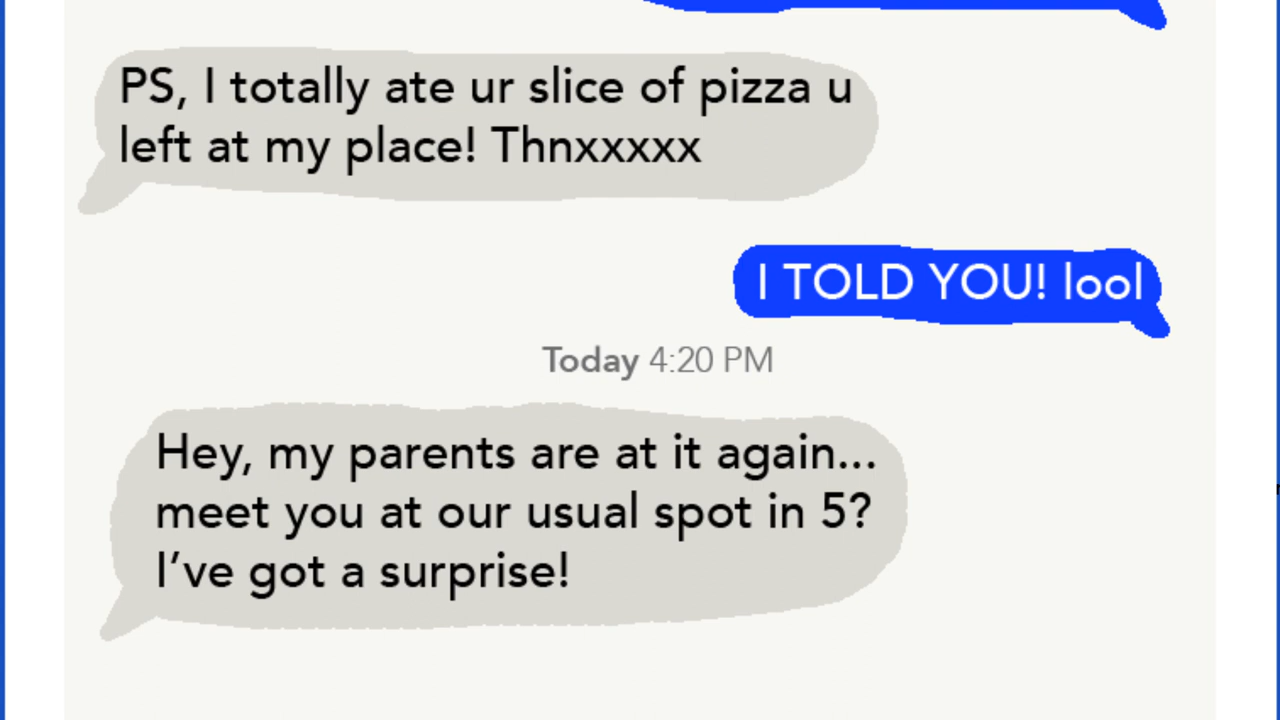 PS, I totally ate ur slice of pizza u
left at my place! Thnxxxxx
I TOLD YOU! lool
Today 4:20 PM
Hey, my parents are at it again...
meet you at our usual spot in 5?
I’ve got a surprise!